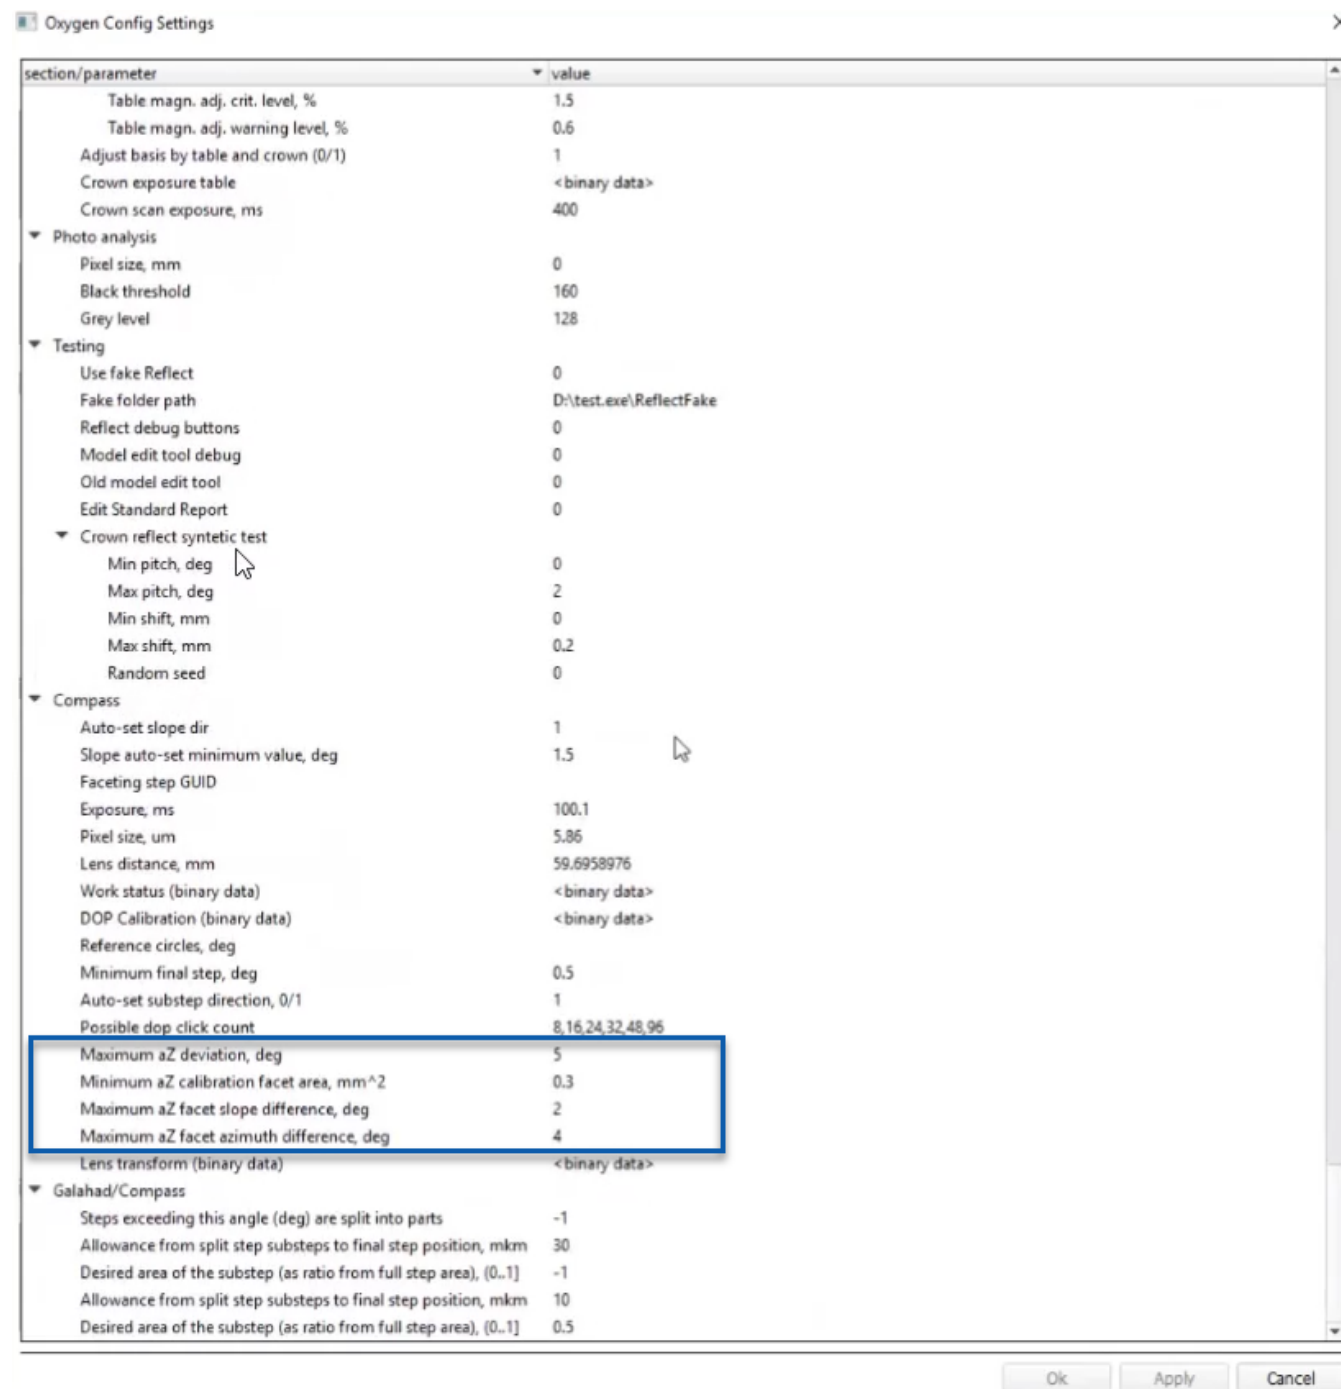 Oxygen Config Settings
section/parameter value
Table magn. adj. crit. level, % 1.5
Table magn. adj. warning level, % 0.6
Adjust basis by table and crown (0/1) 1
Crown exposure table <binary data>
Crown scan exposure, ms 400
Photo analysis
Pixel size, mm 0
Black threshold 160
Grey level 128
Testing
Use fake Reflect 0
Fake folder path D:\test.exe\ReflectFake
Reflect debug buttons 0
Model edit tool debug 0
Old model edit tool 0
Edit Standard Report 0
Crown reflect syntetic test
Min pitch, deg 0
Max pitch, deg 2
Min shift, mm 0
Max shift, mm 0.2
Random seed 0
Compass
Auto-set slope dir 1
Slope auto-set minimum value, deg 1.5
Faceting step GUID
Exposure, ms 100.1
Pixel size, um 5.86
Lens distance, mm 59.6958976
Work status (binary data) <binary data>
DOP Calibration (binary data) <binary data>
Reference circles, deg
Minimum final step, deg 0.5
Auto-set substep direction, 0/1 1
Possible dop click count 8,16,24,32,48,96
Maximum aZ deviation, deg 5
Minimum aZ calibration facet area, mm^2 0.3
Maximum aZ facet slope difference, deg 2
Maximum aZ facet azimuth difference, deg 4
Lens transform (binary data) <binary data>
Galahad/Compass
Steps exceeding this angle (deg) are split into parts -1
Allowance from split step substeps to final step position, mkm 30
Desired area of the substep (as ratio from full step area), (0..1] -1
Allowance from split step substeps to final step position, mkm 10
Desired area of the substep (as ratio from full step area), (0..1] 0.5
Ok Apply Cancel